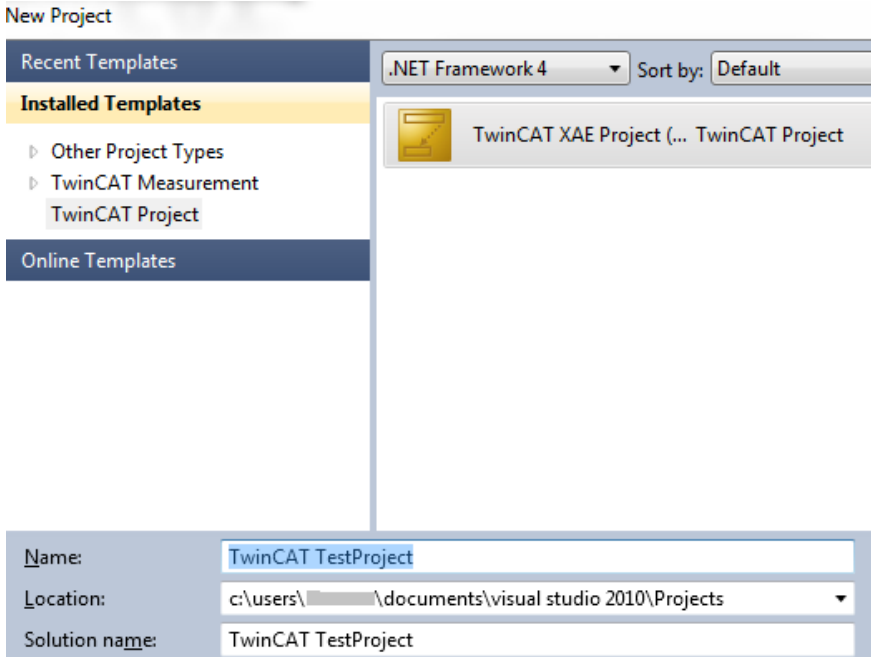 New Project
Recent Templates
Installed Templates
Other Project Types
TwinCAT Measurement
TwinCAT Project
Online Templates
.NET Framework 4 Sort by: Default
TwinCAT XAE Project (... TwinCAT Project
Name: TwinCAT TestProject
Location: c:\users\ \documents\visual studio 2010\Projects
Solution name: TwinCAT TestProject